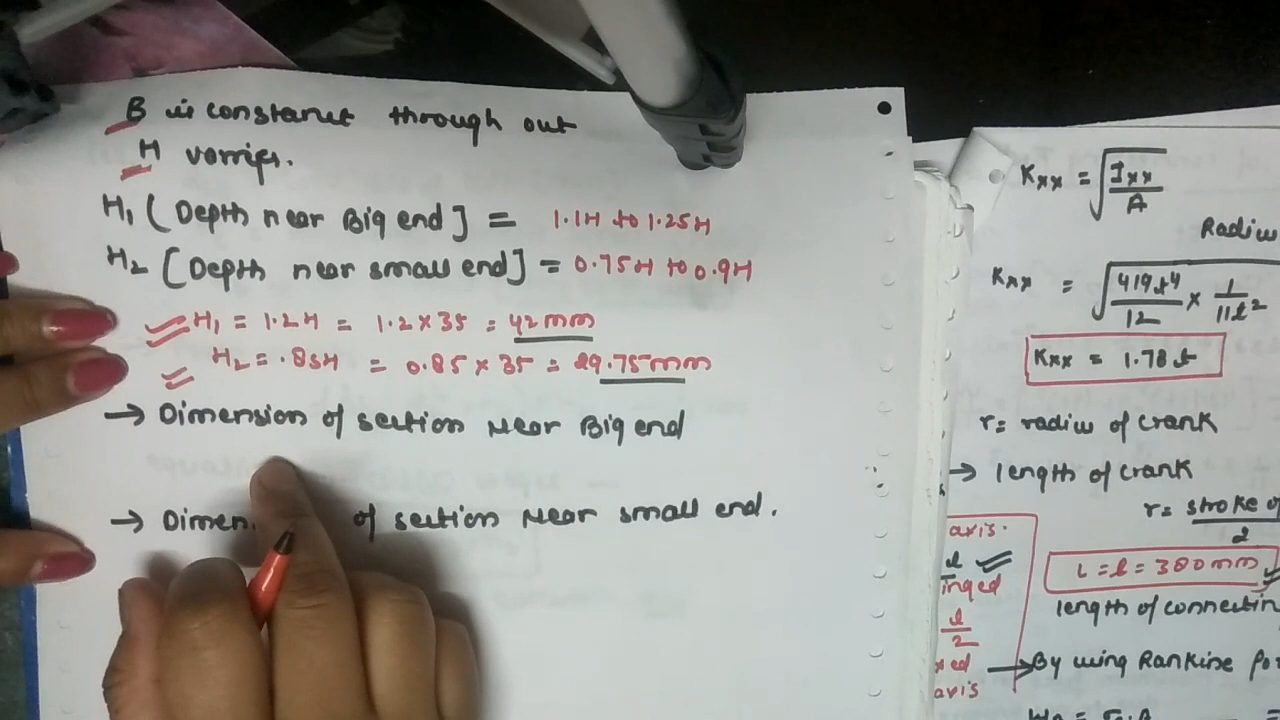 B is constant through out
H varries.
H₁ (Depth near Big end] = 1.1H to 1.25H
H₂ [Depth near small end] = 0.75H to 0.9H
H₁ = 1.2H = 1.2 × 35 = 42mm
H₂ = .85H = 0.85 × 35 = 29.75mm
→ Dimension of section Near Big end
→ Dimen of section Near small end.
Kxx = √(Ixx/A)
Radiu
Kxx = √(419t⁴/12 × 1/11t²)
Kxx = 1.78t
r = radius of crank
→ length of crank
r = stroke of/2
L = l = 380mm
length of connectin
→ By using Rankine for
axis.
inged
l/2
xed
axis